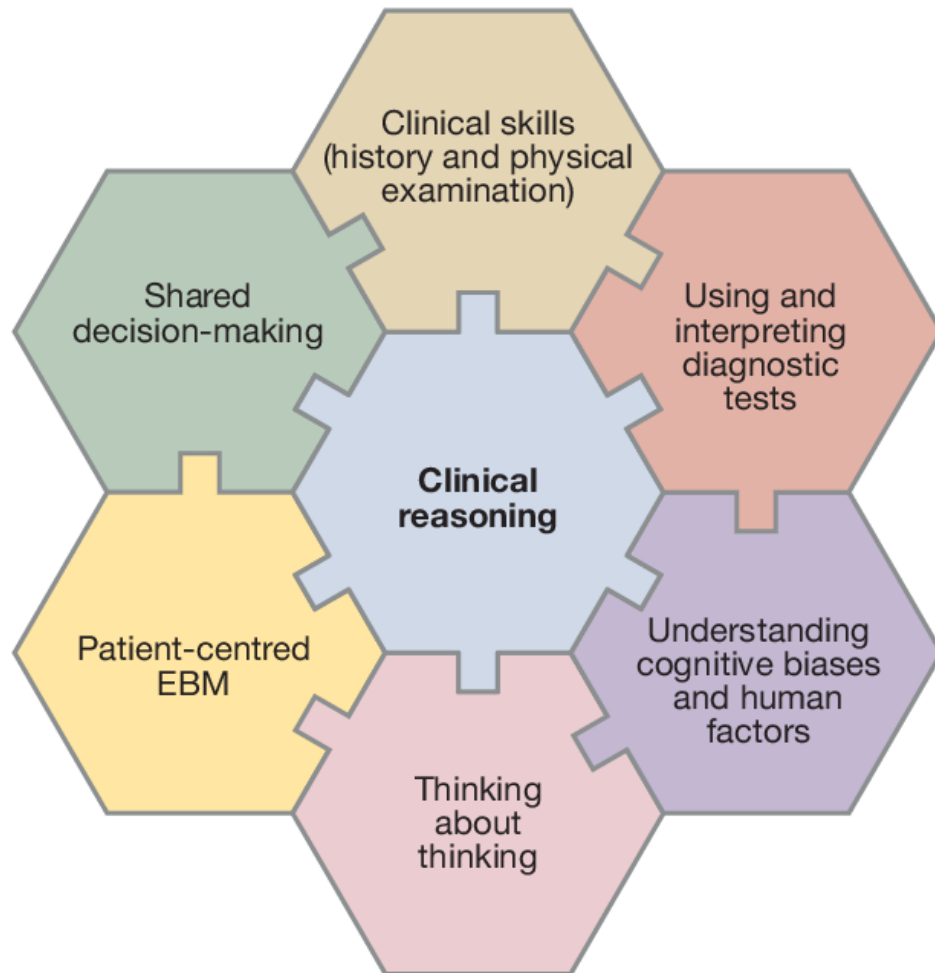 Clinical skills
(history and physical
examination)
Shared
decision-making
Using and
interpreting
diagnostic
tests
Clinical
reasoning
Patient-centred
EBM
Understanding
cognitive biases
and human
factors
Thinking
about
thinking